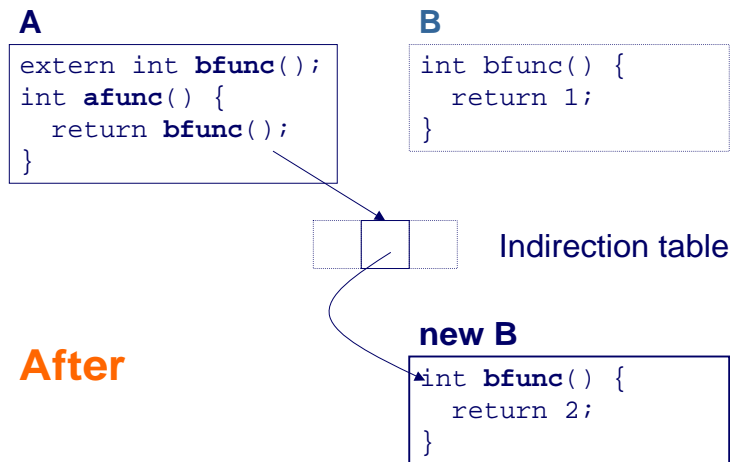 A
extern int bfunc();
int afunc() {
  return bfunc();
}
B
int bfunc() {
  return 1;
}
Indirection table
After
new B
int bfunc() {
  return 2;
}